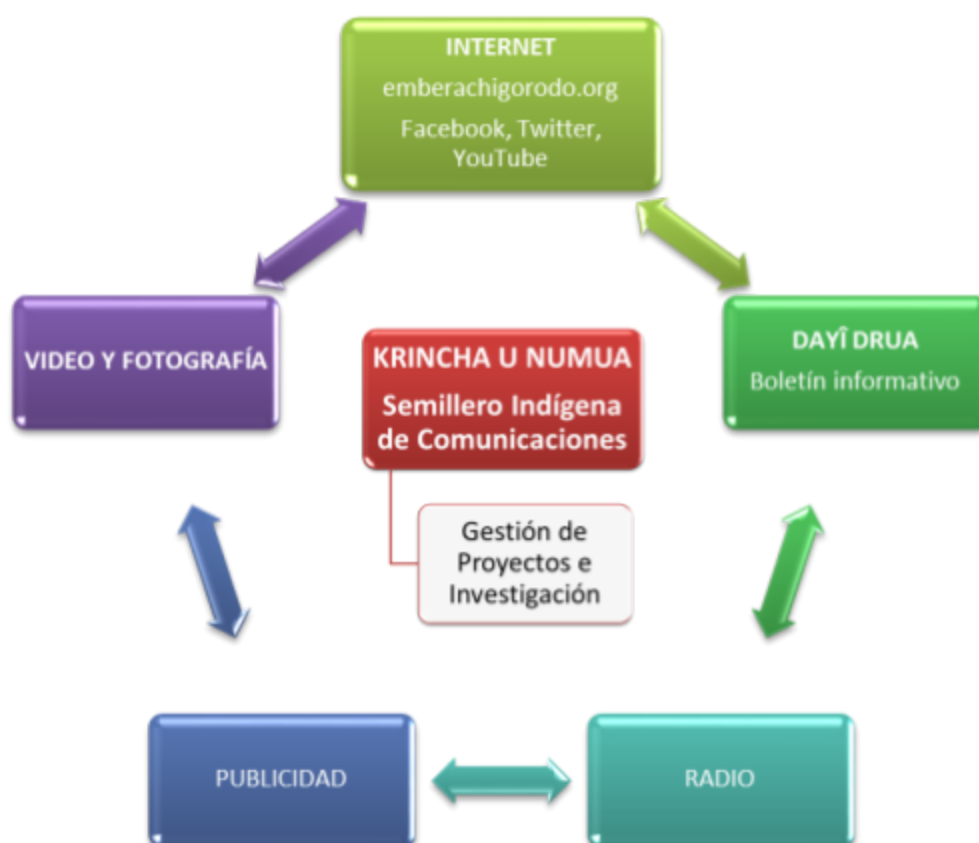 INTERNET
emberachigorodo.org
Facebook, Twitter,
YouTube
VIDEO Y FOTOGRAFÍA
KRINCHA U NUMUA
Semillero Indígena
de Comunicaciones
DAYÎ DRUA
Boletín informativo
Gestión de
Proyectos e
Investigación
PUBLICIDAD
RADIO